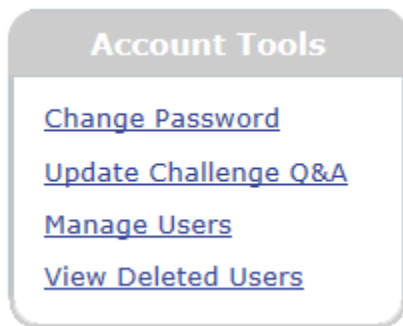 Account Tools
Change Password
Update Challenge Q&A
Manage Users
View Deleted Users